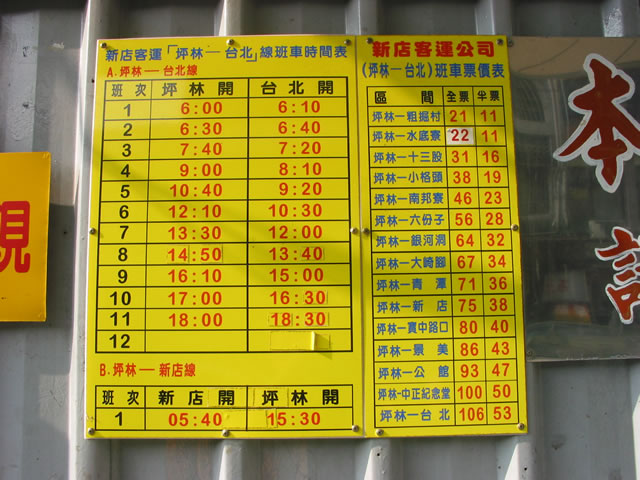 新店客運「坪林一台北」線班車時間表
A.坪林一台北線
班次 坪林開 台北開
1 6:00 6:10
2 6:30 6:40
3 7:40 7:20
4 9:00 8:10
5 10:40 9:20
6 12:10 10:30
7 13:30 12:00
8 14:50 13:40
9 16:10 15:00
10 17:00 16:30
11 18:00 18:30
12
B.坪林一新店線
班次 新店開 坪林開
1 05:40 15:30
新店客運公司
(坪林一台北)班車票價表
區間 全票 半票
坪林一粗掘村 21 11
坪林一水底寮 22 11
坪林一十三股 31 16
坪林一小格頭 38 19
坪林一南邦寮 46 23
坪林一六份子 56 28
坪林一銀河洞 64 32
坪林一大崎腳 67 34
坪林一青潭 71 36
坪林一新店 75 38
坪林一寶中路口 80 40
坪林一景美 86 43
坪林一公館 93 47
坪林一中正紀念堂 100 50
坪林一台北 106 53
本